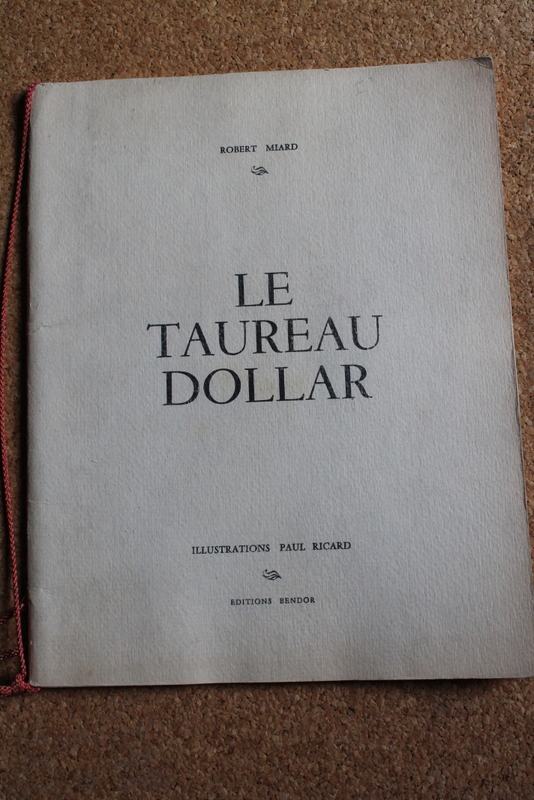 ROBERT MIARD
LE
TAUREAU
DOLLAR
ILLUSTRATIONS PAUL RICARD
EDITIONS BENDOR